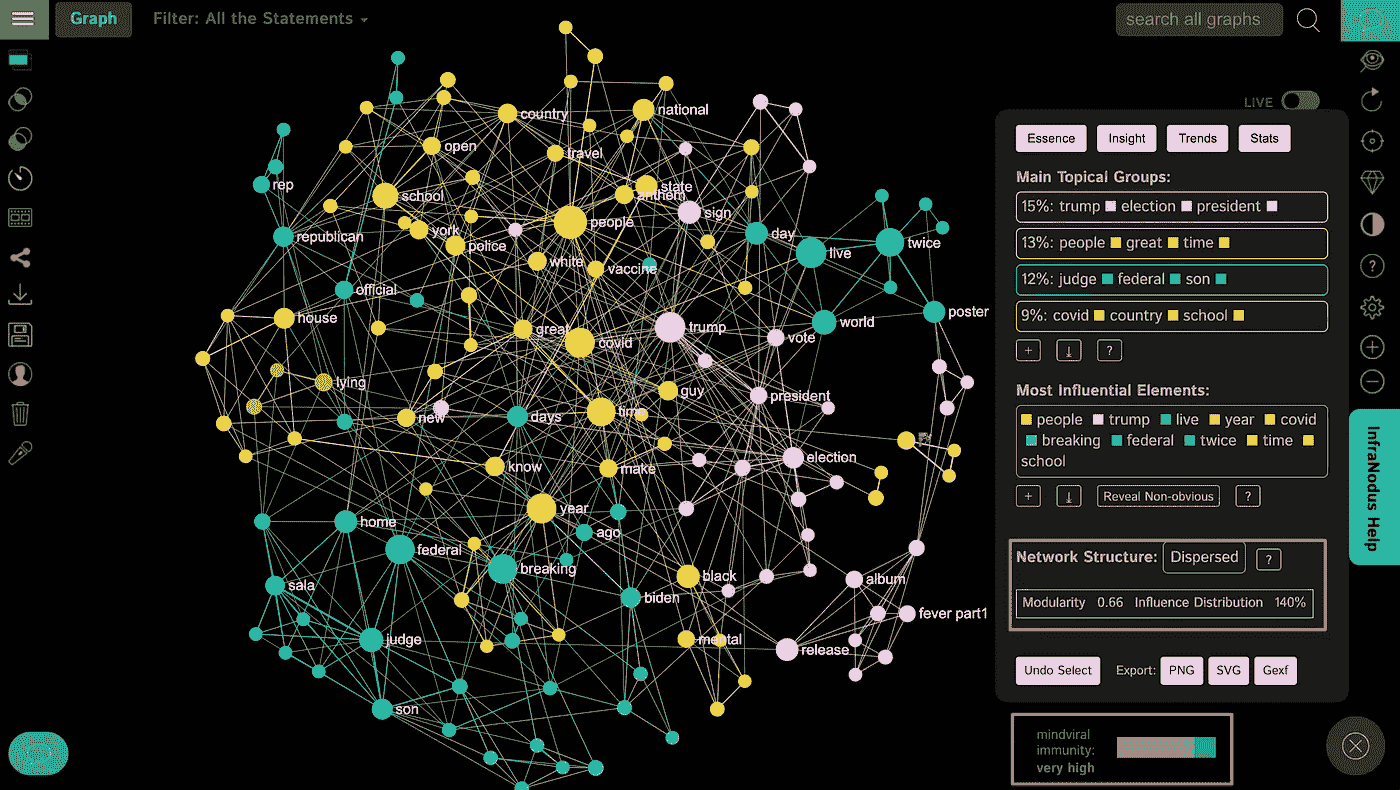 Graph
Filter: All the Statements
search all graphs
LIVE
country
national
open
travel
rep
school
state
anthem
people
sign
york
republican
police
day
twice
live
white
vaccine
official
house
great
trump
world
poster
covid
vote
lying
guy
president
new
days
time
know
make
election
year
home
ago
federal
breaking
black
album
sala
biden
fever part1
judge
mental
release
son
Essence
Insight
Trends
Stats
Main Topical Groups:
15%: trump election president
13%: people great time
12%: judge federal son
9%: covid country school
+ ?
Most Influential Elements:
people trump live year covid
breaking federal twice time
school
+ Reveal Non-obvious ?
Network Structure: Dispersed ?
Modularity 0.66 Influence Distribution 140%
Undo Select Export: PNG SVG Gexf
mindviral
immunity:
very high
InfraNodus Help